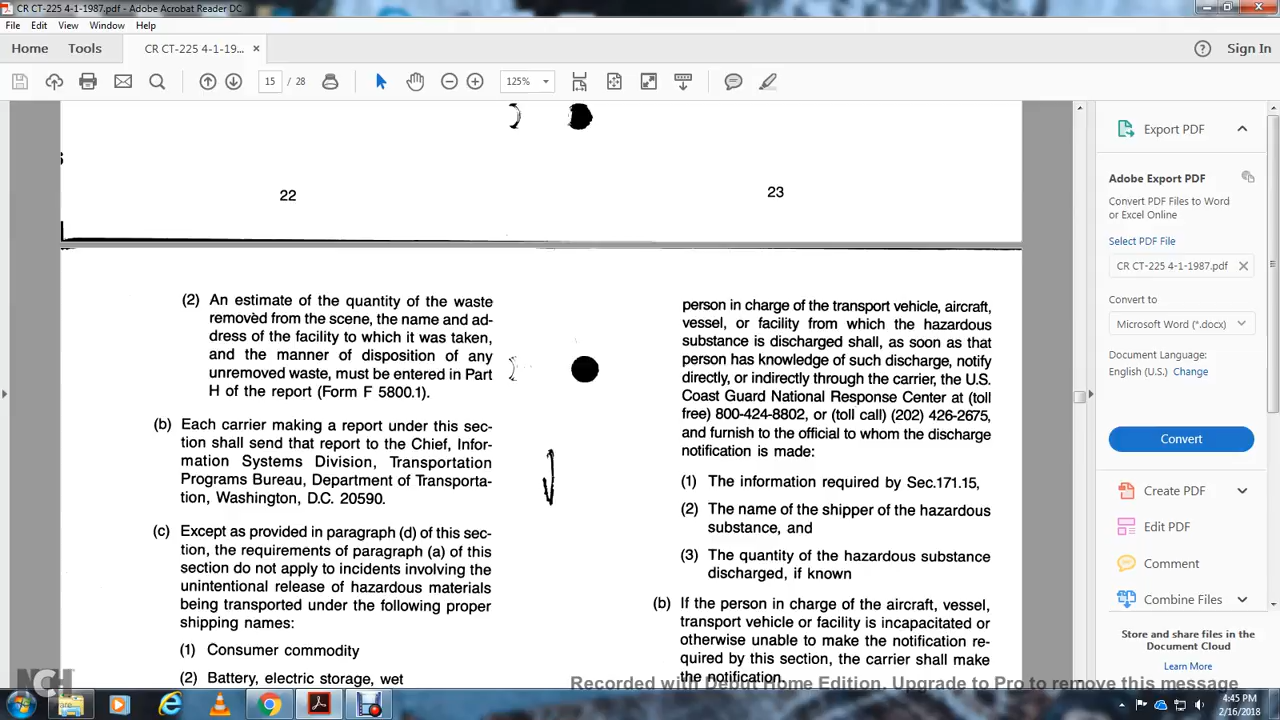 CR CT-225 4-1-1987.pdf - Adobe Acrobat Reader DC
File Edit View Window Help
Home Tools CR CT-225 4-1-19... × Sign In
15 / 28 125%
22
23
(2) An estimate of the quantity of the waste
removed from the scene, the name and ad-
dress of the facility to which it was taken,
and the manner of disposition of any
unremoved waste, must be entered in Part
H of the report (Form F 5800.1).
(b) Each carrier making a report under this sec-
tion shall send that report to the Chief, Infor-
mation Systems Division, Transportation
Programs Bureau, Department of Transporta-
tion, Washington, D.C. 20590.
(c) Except as provided in paragraph (d) of this sec-
tion, the requirements of paragraph (a) of this
section do not apply to incidents involving the
unintentional release of hazardous materials
being transported under the following proper
shipping names:
(1) Consumer commodity
(2) Battery, electric storage, wet
person in charge of the transport vehicle, aircraft,
vessel, or facility from which the hazardous
substance is discharged shall, as soon as that
person has knowledge of such discharge, notify
directly, or indirectly through the carrier, the U.S.
Coast Guard National Response Center at (toll
free) 800-424-8802, or (toll call) (202) 426-2675,
and furnish to the official to whom the discharge
notification is made:
(1) The information required by Sec.171.15,
(2) The name of the shipper of the hazardous
substance, and
(3) The quantity of the hazardous substance
discharged, if known
(b) If the person in charge of the aircraft, vessel,
transport vehicle or facility is incapacitated or
otherwise unable to make the notification re-
quired by this section, the carrier shall make
the notification.
Export PDF
Adobe Export PDF
Convert PDF Files to Word
or Excel Online
Select PDF File
CR CT-225 4-1-1987.pdf
Convert to
Microsoft Word (*.docx)
Document Language:
English (U.S.) Change
Convert
Create PDF
Edit PDF
Comment
Combine Files
Store and share files in the
Document Cloud
Learn More
NCH
Recorded with Debut Home Edition. Upgrade to Pro to remove this message
4:45 PM
2/16/2018